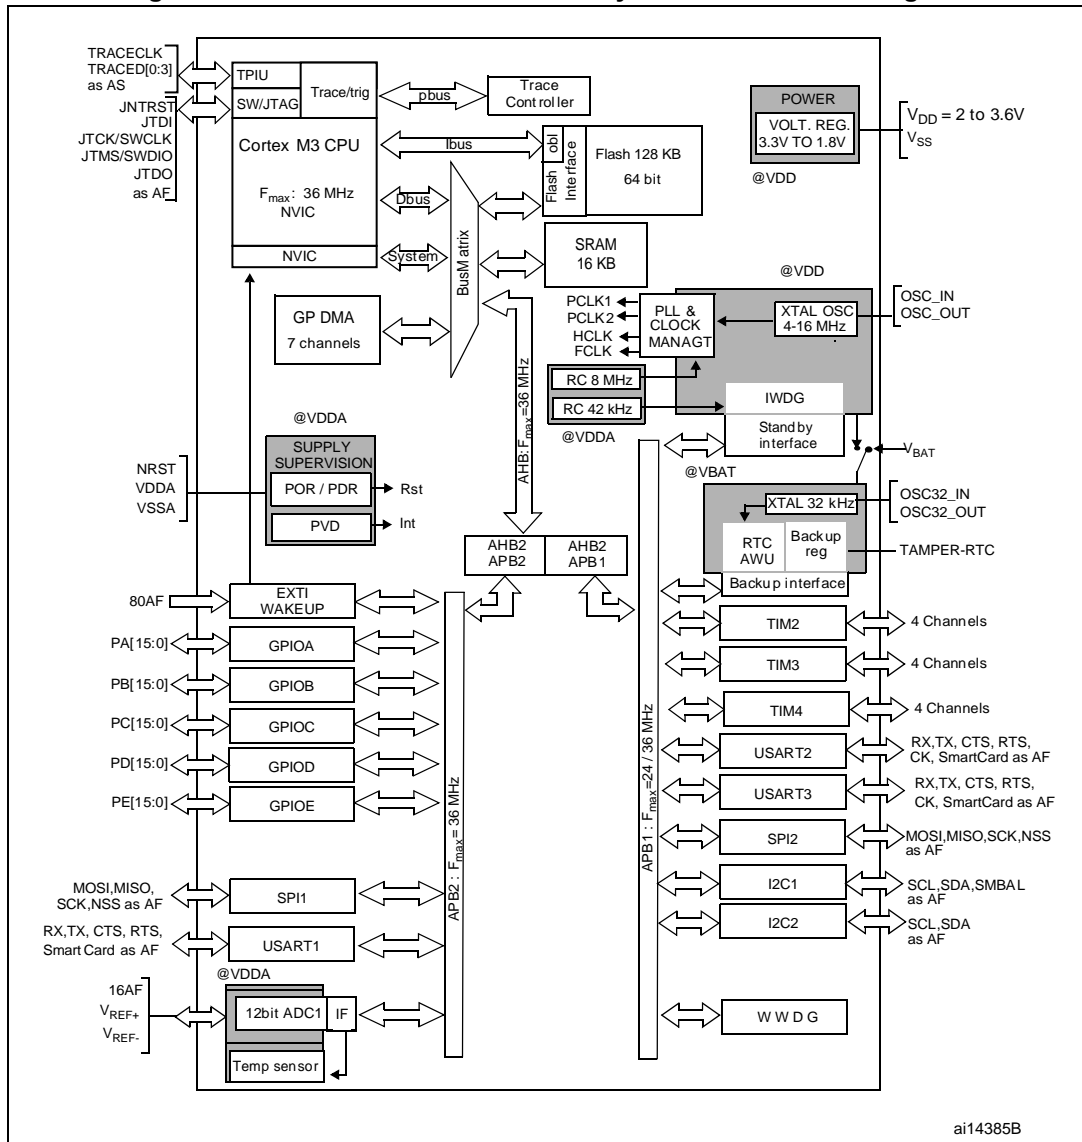 TRACECLK
TRACED[0:3]
as AS
TPIU
SW/JTAG
Trace/trig
pbus
Trace
Controller
JNTRST
JTDI
JTCK/SWCLK
JTMS/SWDIO
JTDO
as AF
Cortex M3 CPU
Fmax: 36 MHz
NVIC
NVIC
Ibus
Dbus
System
BusMatrix
obl
Flash
Interface
Flash 128 KB
64 bit
SRAM
16 KB
POWER
VOLT. REG.
3.3V TO 1.8V
@VDD
VDD = 2 to 3.6V
VSS
GP DMA
7 channels
AHB: Fmax=36 MHz
@VDD
PCLK1
PCLK2
HCLK
FCLK
PLL &
CLOCK
MANAGT
XTAL OSC
4-16 MHz
OSC_IN
OSC_OUT
RC 8 MHz
RC 42 kHz
@VDDA
IWDG
Standby
interface
VBAT
@VBAT
@VDDA
SUPPLY
SUPERVISION
POR / PDR
Rst
PVD
Int
NRST
VDDA
VSSA
XTAL 32 kHz
OSC32_IN
OSC32_OUT
RTC
AWU
Backup
reg
TAMPER-RTC
Backup interface
AHB2
APB2
AHB2
APB1
80AF
EXTI
WAKEUP
PA[15:0]
GPIOA
PB[15:0]
GPIOB
PC[15:0]
GPIOC
PD[15:0]
GPIOD
PE[15:0]
GPIOE
MOSI,MISO,
SCK,NSS as AF
SPI1
RX,TX, CTS, RTS,
Smart Card as AF
USART1
@VDDA
16AF
VREF+
VREF-
12bit ADC1
IF
Temp sensor
APB2 : Fmax= 36 MHz
APB1 : Fmax=24 / 36 MHz
TIM2
4 Channels
TIM3
4 Channels
TIM4
4 Channels
USART2
RX,TX, CTS, RTS,
CK, SmartCard as AF
USART3
RX,TX, CTS, RTS,
CK, SmartCard as AF
SPI2
MOSI,MISO,SCK,NSS
as AF
I2C1
SCL,SDA,SMBAL
as AF
I2C2
SCL,SDA
as AF
WWDG
ai14385B